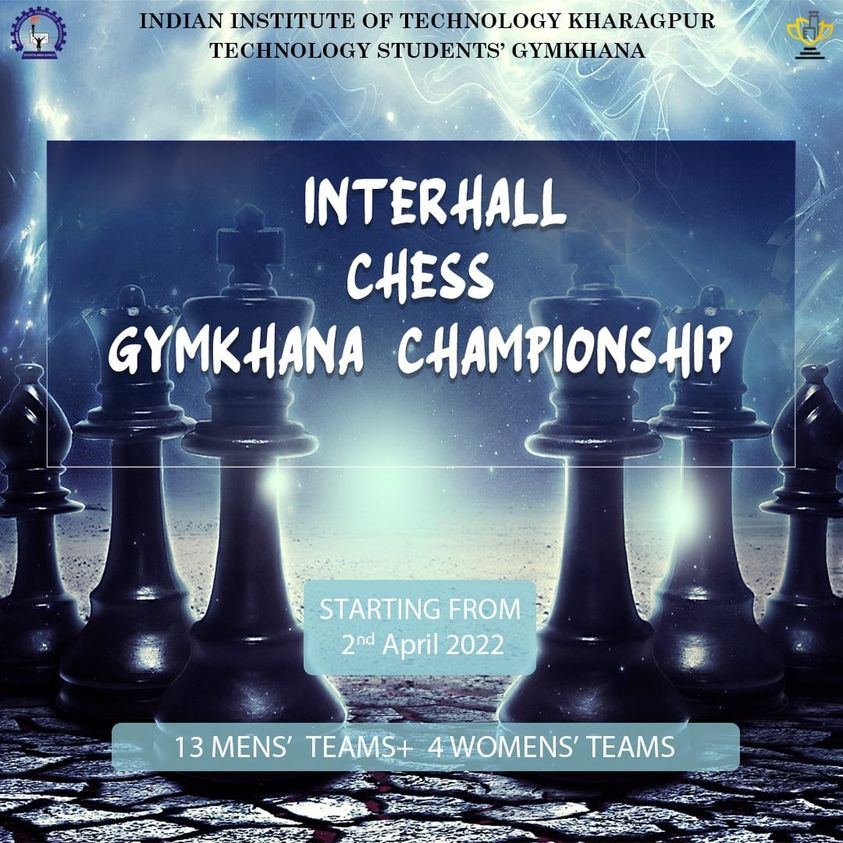 INDIAN INSTITUTE OF TECHNOLOGY KHARAGPUR
TECHNOLOGY STUDENTS' GYMKHANA
INTERHALL
CHESS
GYMKHANA CHAMPIONSHIP
STARTING FROM
2nd April 2022
13 MENS' TEAMS+ 4 WOMENS' TEAMS